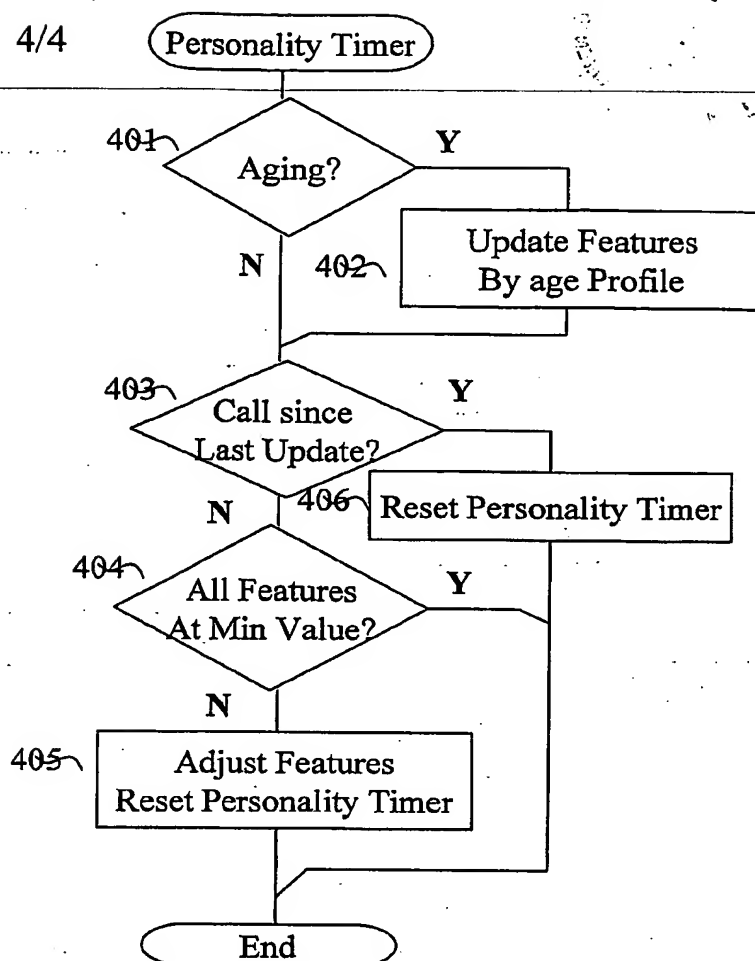 4/4
Personality Timer
401
Aging?
Y
N
402
Update Features
By age Profile
403
Call since
Last Update?
Y
N
406
Reset Personality Timer
404
All Features
At Min Value?
Y
N
405
Adjust Features
Reset Personality Timer
End